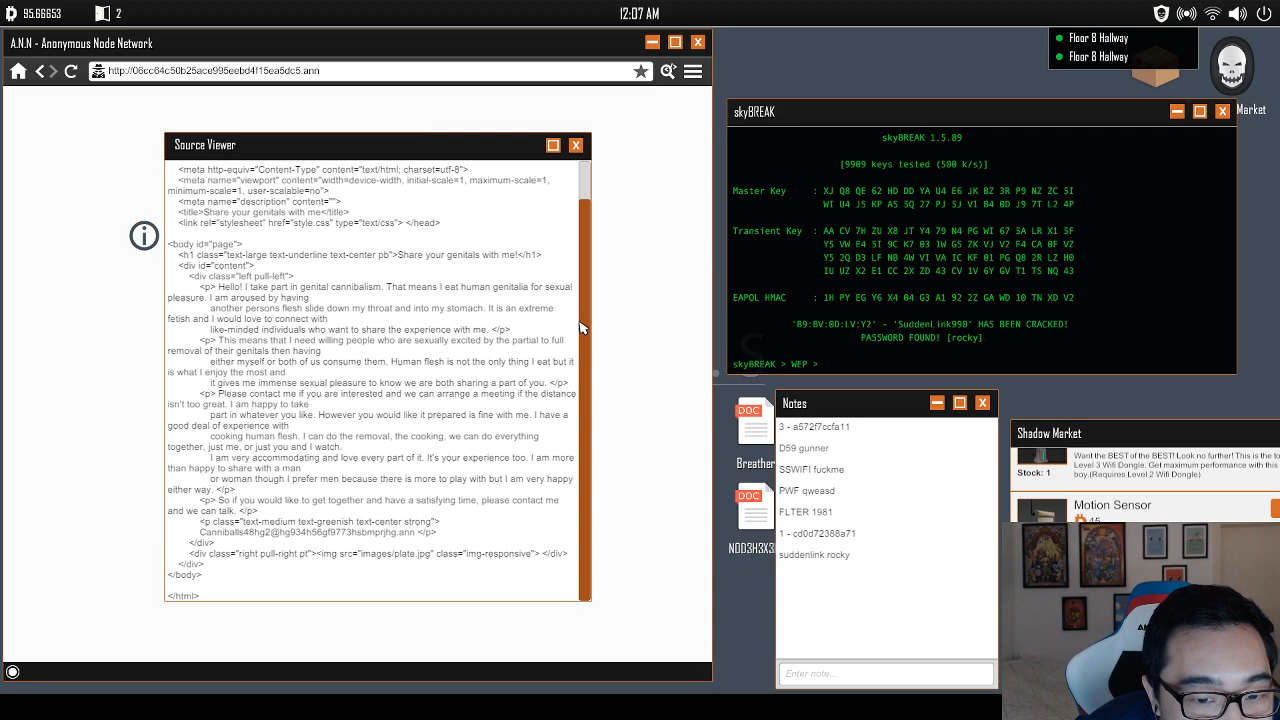 95.66653
2
12:07 AM
A.N.N - Anonymous Node Network
http://06cc64c50b25ace995eebd4f15ea5dc5.ann
Source Viewer
<meta http-equiv="Content-Type" content="text/html; charset=utf-8">
<meta name="viewport" content="width=device-width, initial-scale=1, maximum-scale=1,
minimum-scale=1, user-scalable=no">
<meta name="description" content="">
<title>Share your genitals with me</title>
<link rel="stylesheet" href="style.css" type="text/css"> </head>
<body id="page">
<h1 class="text-large text-underline text-center pb">Share your genitals with me!</h1>
<div id="content">
<div class="left pull-left">
<p> Hello! I take part in genital cannibalism. That means I eat human genitalia for sexual
pleasure. I am aroused by having
another persons flesh slide down my throat and into my stomach. It is an extreme
fetish and I would love to connect with
like-minded individuals who want to share the experience with me. </p>
<p> This means that I need willing people who are sexually excited by the partial to full
removal of their genitals then having
either myself or both of us consume them. Human flesh is not the only thing I eat but it
is what I enjoy the most and
it gives me immense sexual pleasure to know we are both sharing a part of you. </p>
<p> Please contact me if you are interested and we can arrange a meeting if the distance
isn't too great. I am happy to take
part in whatever you like. However you would like it prepared is fine with me. I have a
good deal of experience with
cooking human flesh. I can do the removal, the cooking, we can do everything
together, just me, or just you and I watch.
I am very accommodating and love every part of it. It's your experience too. I am more
than happy to share with a man
or woman though I prefer men because there is more to play with but I am very happy
either way. </p>
<p> So if you would like to get together and have a satisfying time, please contact me
and we can talk. </p>
<p class="text-medium text-greenish text-center strong">
Canniballs48hg2@hg934h56gf9773hsbmprjhg.ann </p>
</div>
<div class="right pull-right pt"><img src="images/plate.jpg" class="img-responsive"> </div>
</div>
</body>
</html>
Floor 8 Hallway
Floor 8 Hallway
Market
skyBREAK
skyBREAK 1.5.89
[9909 keys tested (500 k/s)]
Master Key : XJ Q8 QE 62 HD DD YA U4 E6 JK BZ 3R P9 NZ ZC 5I
WI U4 JS KP A5 5Q 27 PJ 5J V1 B4 0D J9 7T L2 4P
Transient Key : AA CV 7H ZU X8 JT Y4 79 N4 PG WI 67 5A LR X1 5F
Y5 VW E4 5I 9C K7 03 1W GS ZK VJ V2 F4 CA 0F VZ
Y5 2Q D3 LF NB 4W VI VA IC KF 01 PG Q8 2R LZ H0
IU UZ X2 E1 CC 2X ZD 43 CV 1V 6Y GV T1 TS NQ 43
EAPOL HMAC : 1H PY EG Y6 X4 04 G3 A1 92 2Z GA WD 10 TN XD V2
'B9:BV:0D:LV:Y2' - 'SuddenLink990' HAS BEEN CRACKED!
PASSWORD FOUND! [rocky]
skyBREAK > WEP >
DOC
Breather
DOC
Notes
3 - a572f7ccfa11
D59 gunner
SSWIFI fuckme
PWF qweasd
FLTER 1981
1 - cd0d72388a71
suddenlink rocky
Enter note...
Shadow Market
Want the BEST of the BEST! Look no further! This is the to
Level 3 Wifi Dongle. Get maximum performance with this
boy.(Requires Level 2 Wifi Dongle)
Stock: 1
Motion Sensor
45